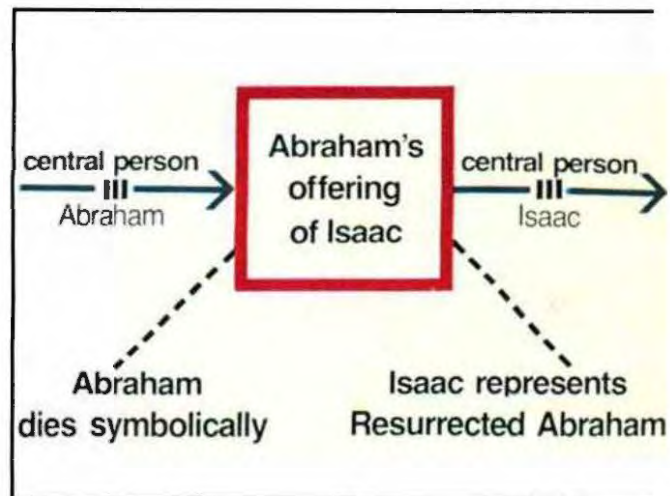 central person
Abraham
Abraham's
offering
of Isaac
central person
Isaac
Abraham
dies symbolically
Isaac represents
Resurrected Abraham